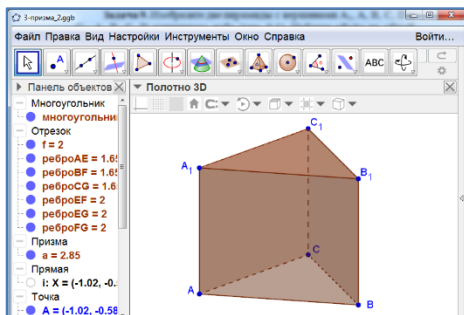 3-призма_2.ggb
Файл Правка Вид Настройки Инструменты Окно Справка Войти...
A
ABC
Панель объектов
Полотно 3D
Многоугольник
многоугольни
Отрезок
f = 2
реброAE = 1.65
реброBF = 1.65
реброCG = 1.6
реброEF = 2
реброEG = 2
реброFG = 2
Призма
a = 2.85
Прямая
i: X = (-1.02, -0.
Точка
A = (-1.02, -0.58
C1
A1
B1
C
A
B